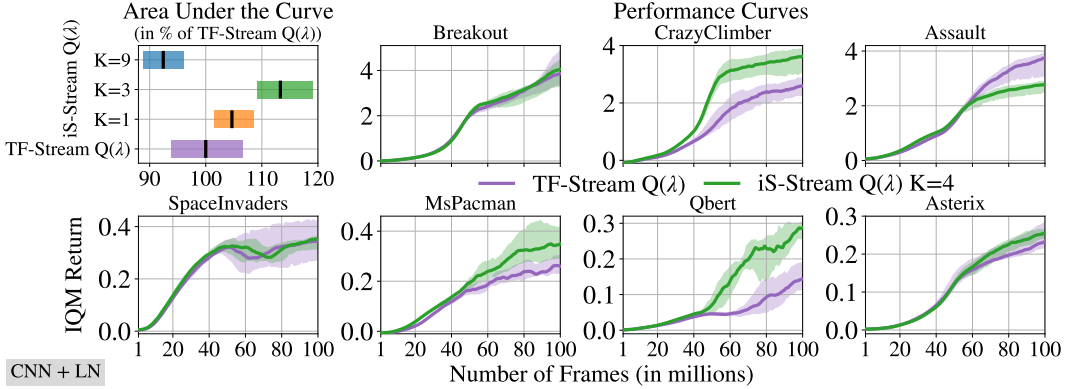 Area Under the Curve
(in % of TF-Stream Q(λ))
iS-Stream Q(λ)
K=9
K=3
K=1
TF-Stream Q(λ)
90 100 110 120
Performance Curves
Breakout
4
2
0
CrazyClimber
4
2
0
Assault
4
2
0
TF-Stream Q(λ) iS-Stream Q(λ) K=4
IQM Return
SpaceInvaders
0.4
0.2
0.0
1 20 40 60 80 100
MsPacman
0.4
0.2
0.0
1 20 40 60 80 100
Qbert
0.3
0.2
0.1
0.0
1 20 40 60 80 100
Asterix
0.3
0.2
0.1
0.0
1 20 40 60 80 100
Number of Frames (in millions)
CNN + LN